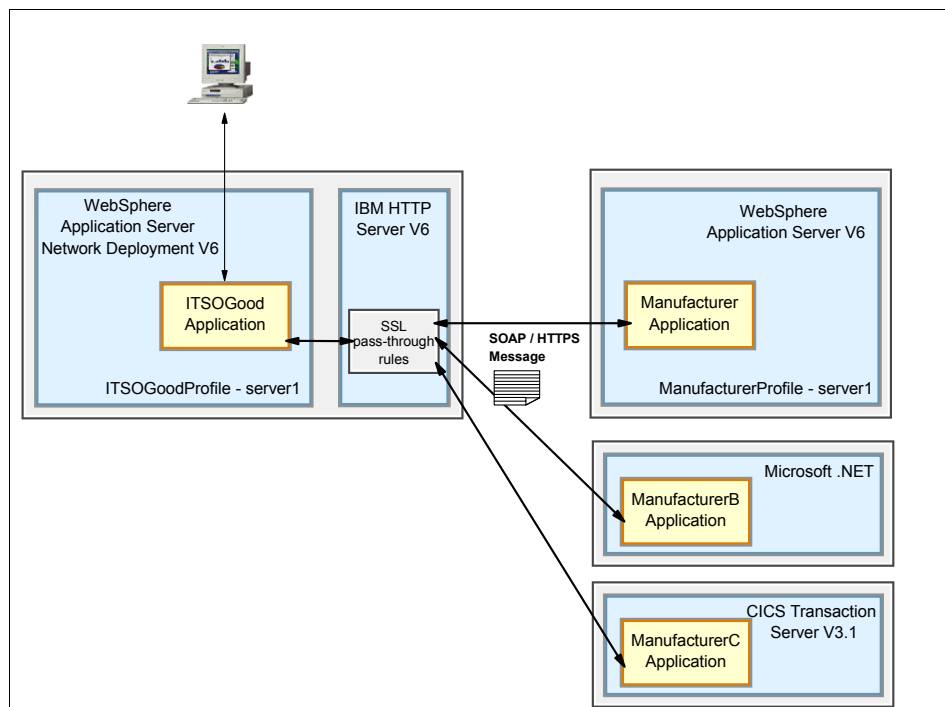 WebSphere
Application Server
Network Deployment V6
ITSOGood
Application
ITSOGoodProfile - server1
IBM HTTP
Server V6
SSL
pass-through
rules
SOAP / HTTPS
Message
WebSphere
Application Server V6
Manufacturer
Application
ManufacturerProfile - server1
Microsoft .NET
ManufacturerB
Application
CICS Transaction
Server V3.1
ManufacturerC
Application